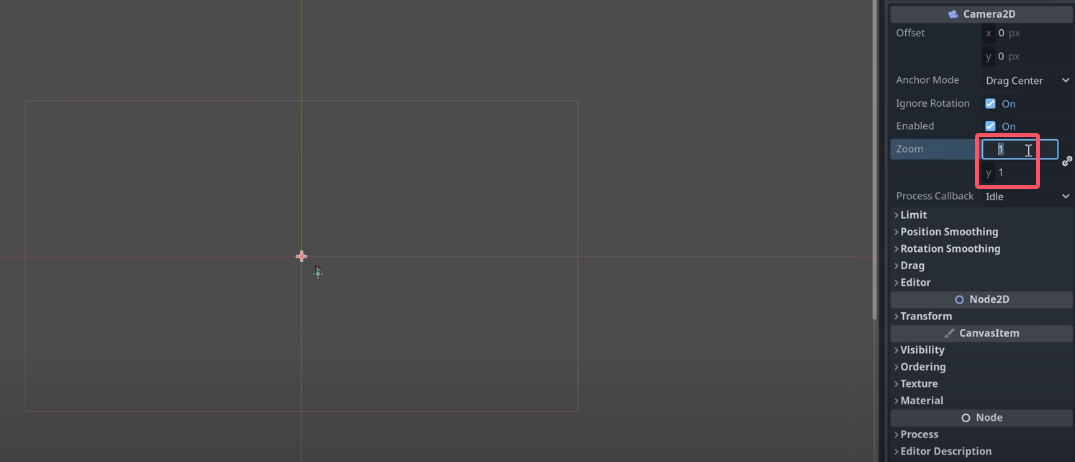 Camera2D
Offset x 0 px
y 0 px
Anchor Mode Drag Center
Ignore Rotation On
Enabled On
Zoom 1
y 1
Process Callback Idle
Limit
Position Smoothing
Rotation Smoothing
Drag
Editor
Node2D
Transform
CanvasItem
Visibility
Ordering
Texture
Material
Node
Process
Editor Description